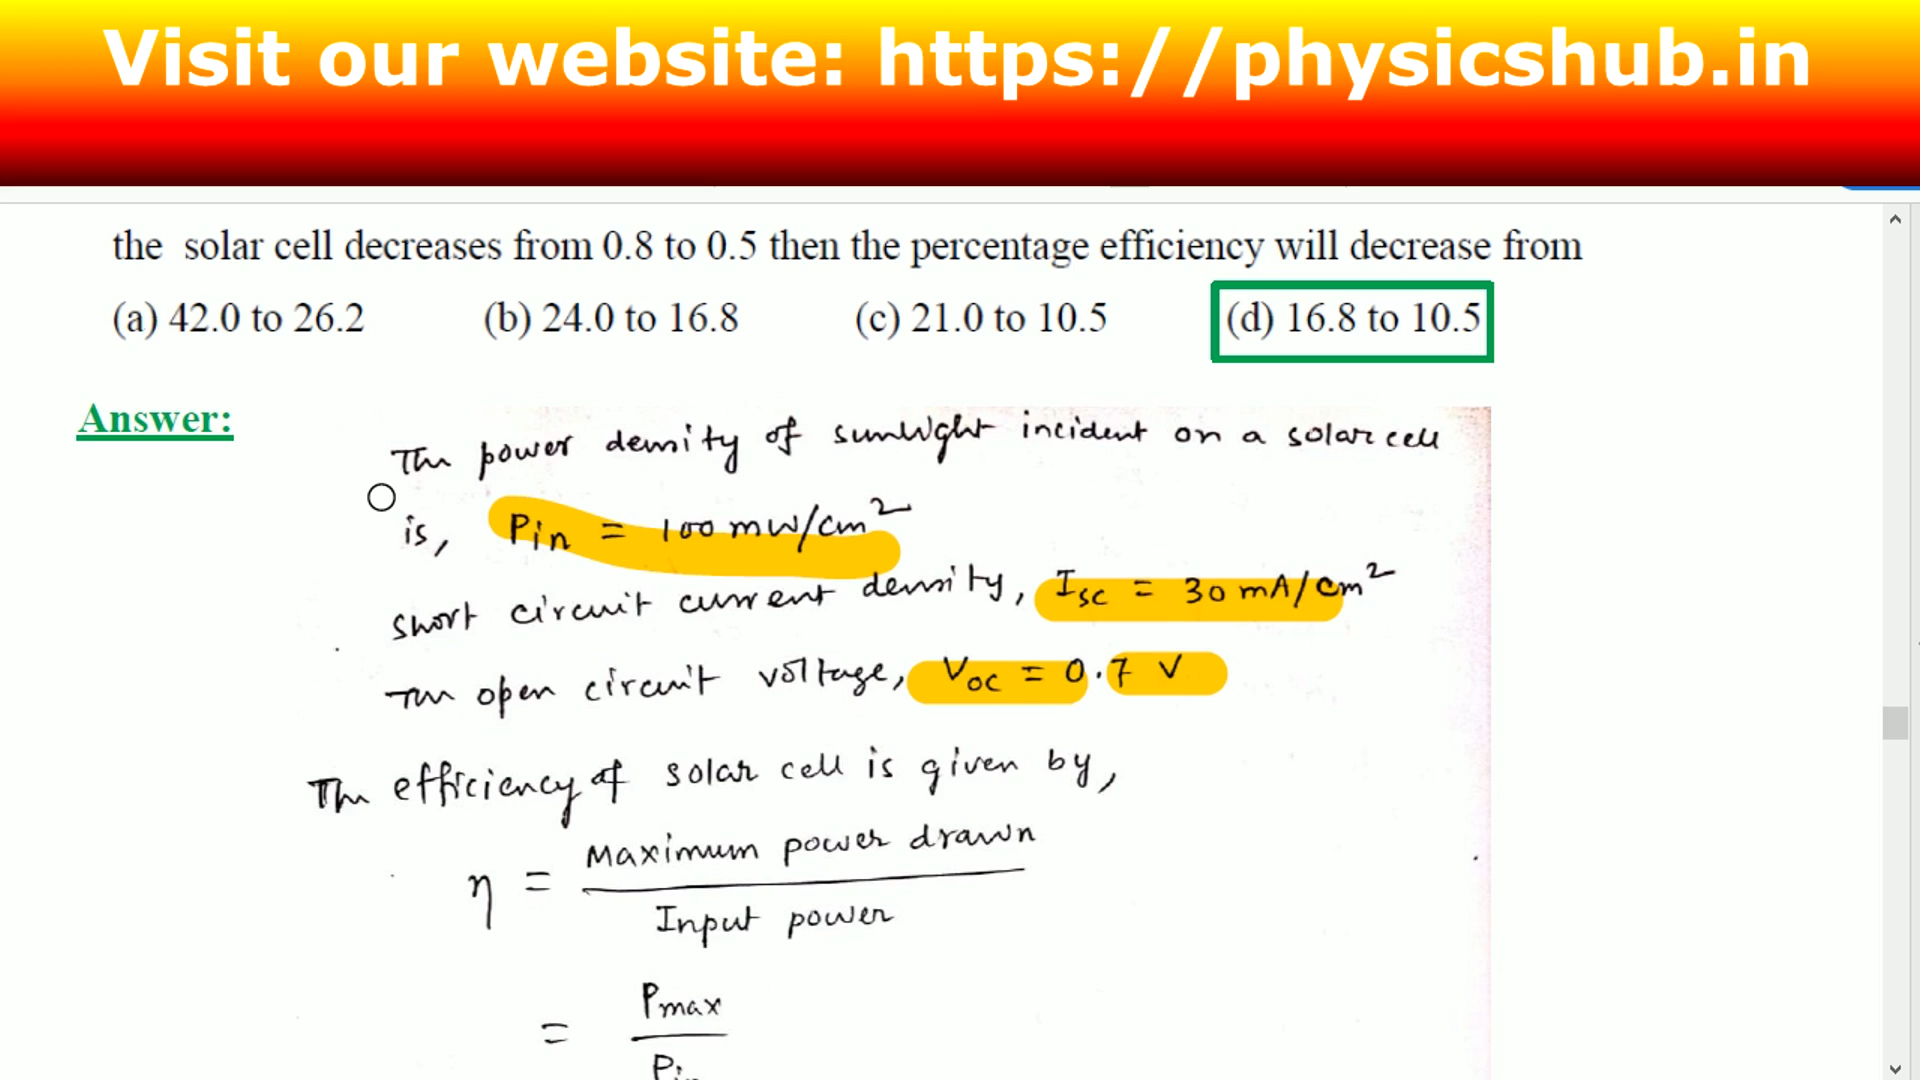 Visit our website: https://physicshub.in
the solar cell decreases from 0.8 to 0.5 then the percentage efficiency will decrease from
(a) 42.0 to 26.2 (b) 24.0 to 16.8 (c) 21.0 to 10.5 (d) 16.8 to 10.5
Answer:
The power density of sunlight incident on a solar cell
is, Pin = 100 mW/cm²
short circuit current density, Isc = 30 mA/cm²
The open circuit voltage, Voc = 0.7 V
The efficiency of solar cell is given by,
η = Maximum power drawn
Input power
= Pmax
Pin